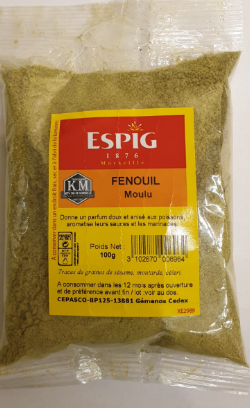 ESPIG
1876
Marseille
KM
FENOUIL
Moulu
Donne un parfum doux et anisé aux poissons,
aromatise leurs sauces et les marinades.
Poids Net :
100g
Traces de graines de sésame, moutarde, céleri.
A consommer dans les 12 mois après ouverture
et de préférence avant fin / lot :voir au dos.
CEPASCO-BP125-13881 Gémenos Cedex